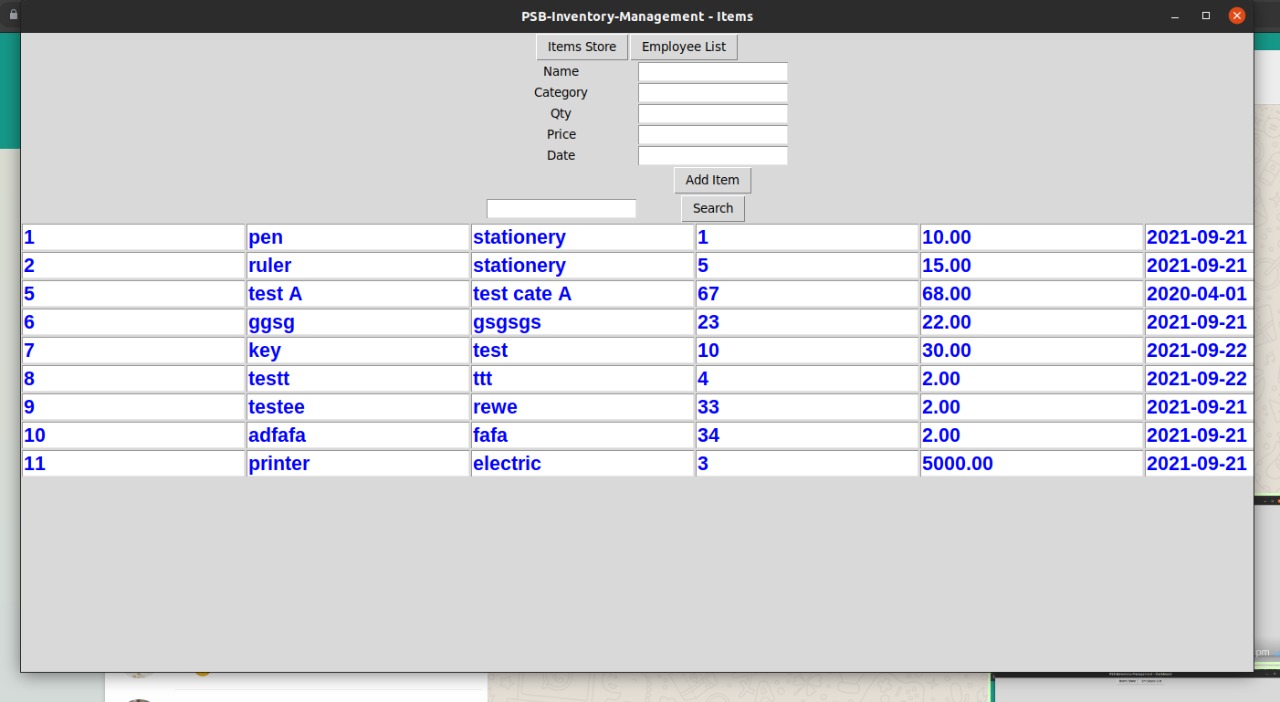 PSB-Inventory-Management - Items
Items Store Employee List
Name
Category
Qty
Price
Date
Add Item
Search
1 pen stationery 1 10.00 2021-09-21
2 ruler stationery 5 15.00 2021-09-21
5 test A test cate A 67 68.00 2020-04-01
6 ggsg gsgsgs 23 22.00 2021-09-21
7 key test 10 30.00 2021-09-22
8 testt ttt 4 2.00 2021-09-22
9 testee rewe 33 2.00 2021-09-21
10 adfafa fafa 34 2.00 2021-09-21
11 printer electric 3 5000.00 2021-09-21
pm